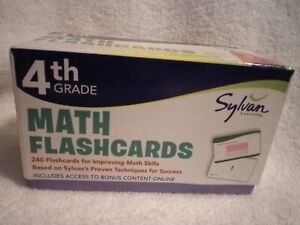 4th
GRADE
Sylvan
Learning
MATH
FLASHCARDS
240 Flashcards for Improving Math Skills
Based on Sylvan's Proven Techniques for Success
INCLUDES ACCESS TO BONUS CONTENT ONLINE